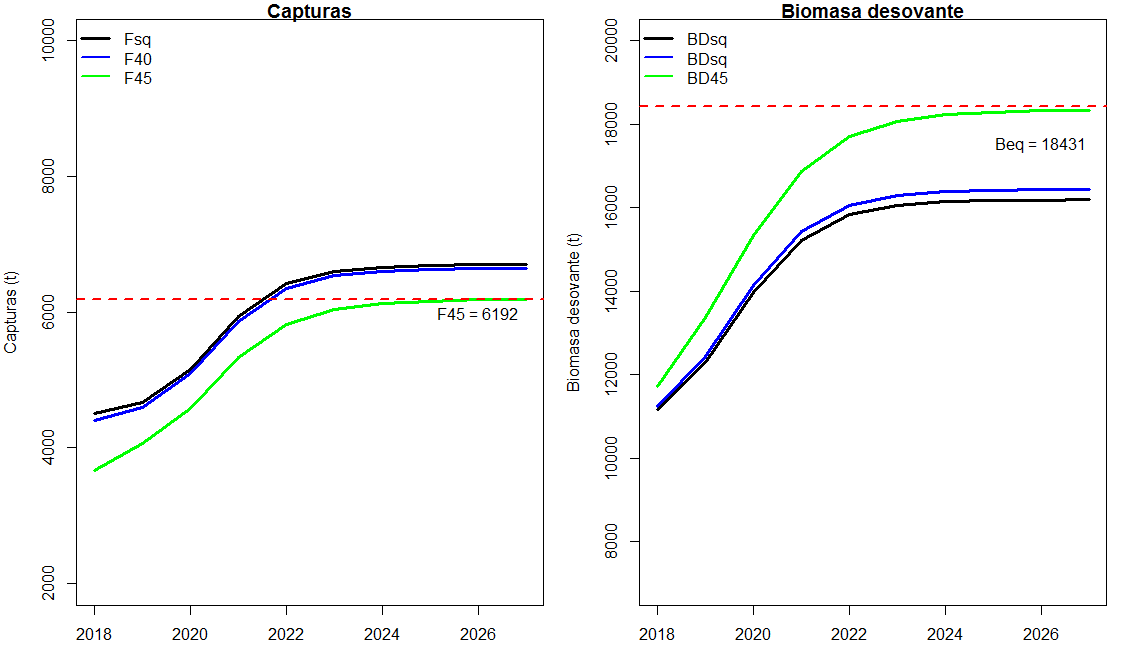 Capturas
Fsq
F40
F45
10000
8000
6000
4000
2000
Capturas (t)
F45 = 6192
2018 2020 2022 2024 2026
Biomasa desovante
BDsq
BDsq
BD45
20000
18000
16000
14000
12000
10000
8000
Biomasa desovante (t)
Beq = 18431
2018 2020 2022 2024 2026